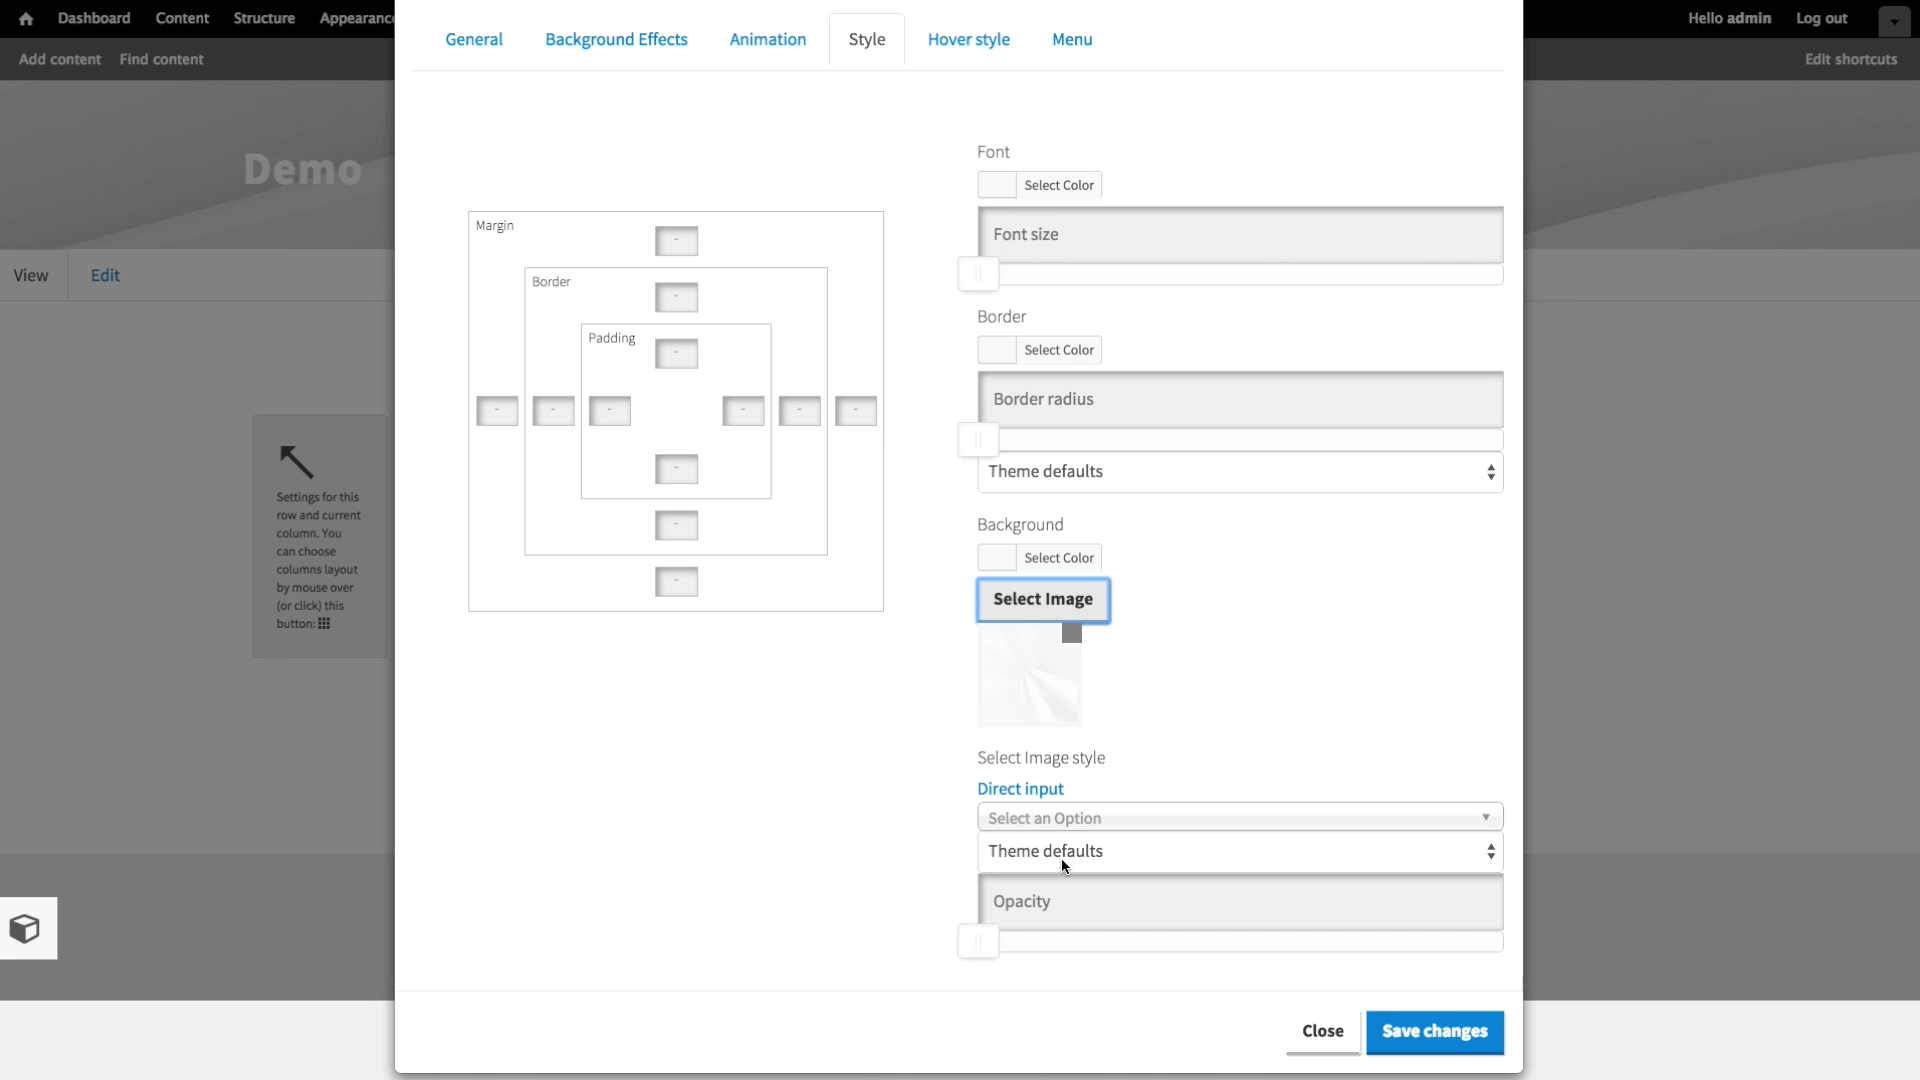 Dashboard Content Structure Appearanc
Hello admin Log out
Add content Find content
Edit shortcuts
General Background Effects Animation Style Hover style Menu
Demo
View Edit
Settings for this
row and current
column. You
can choose
columns layout
by mouse over
(or click) this
button:
Margin
-
Border
-
Padding
-
- - - - - -
-
-
-
Font
Select Color
Font size
Border
Select Color
Border radius
Theme defaults
Background
Select Color
Select Image
Select Image style
Direct input
Select an Option
Theme defaults
Opacity
Close Save changes